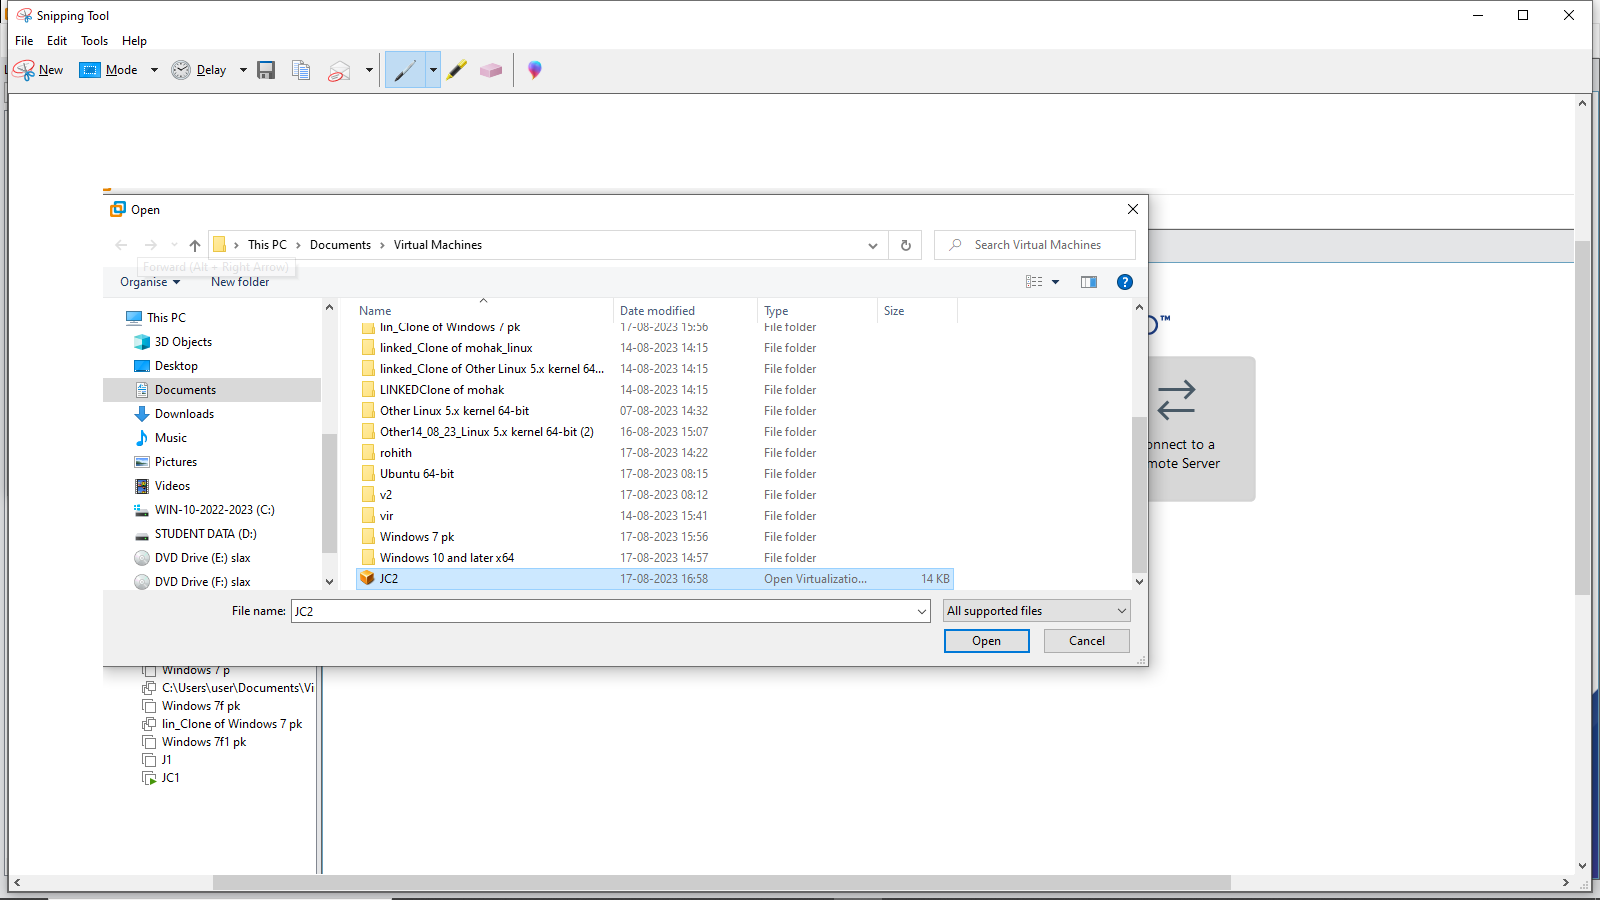 Snipping Tool
File Edit Tools Help
New Mode Delay
Open
This PC Documents Virtual Machines
Search Virtual Machines
Forward (Alt + Right Arrow)
Organise New folder
Name Date modified Type Size
This PC
3D Objects
Desktop
Documents
Downloads
Music
Pictures
Videos
WIN-10-2022-2023 (C:)
STUDENT DATA (D:)
DVD Drive (E:) slax
DVD Drive (F:) slax
lin_Clone of Windows 7 pk 17-08-2023 15:56 File folder
linked_Clone of mohak_linux 14-08-2023 14:15 File folder
linked_Clone of Other Linux 5.x kernel 64... 14-08-2023 14:15 File folder
LINKEDClone of mohak 14-08-2023 14:15 File folder
Other Linux 5.x kernel 64-bit 07-08-2023 14:32 File folder
Other14_08_23_Linux 5.x kernel 64-bit (2) 16-08-2023 15:07 File folder
rohith 17-08-2023 14:22 File folder
Ubuntu 64-bit 17-08-2023 08:15 File folder
v2 17-08-2023 08:12 File folder
vir 14-08-2023 15:41 File folder
Windows 7 pk 17-08-2023 15:56 File folder
Windows 10 and later x64 17-08-2023 14:57 File folder
JC2 17-08-2023 16:58 Open Virtualizatio... 14 KB
File name: JC2 All supported files
Open Cancel
™
nnect to a
mote Server
Windows 7 p
C:\Users\user\Documents\Vi
Windows 7f pk
lin_Clone of Windows 7 pk
Windows 7f1 pk
J1
JC1